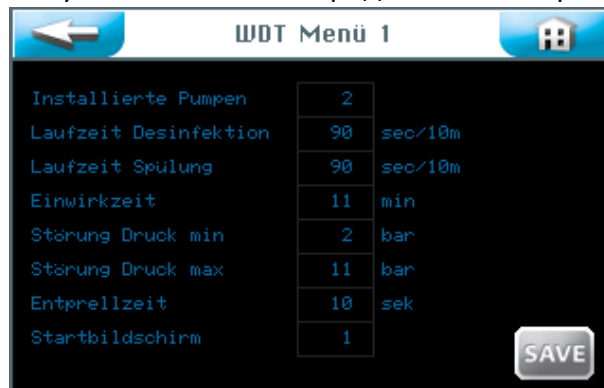 WDT Menü 1
Installierte Pumpen 2
Laufzeit Desinfektion 90 sec/10m
Laufzeit Spülung 90 sec/10m
Einwirkzeit 11 min
Störung Druck min 2 bar
Störung Druck max 11 bar
Entprellzeit 10 sek
Startbildschirm 1
SAVE